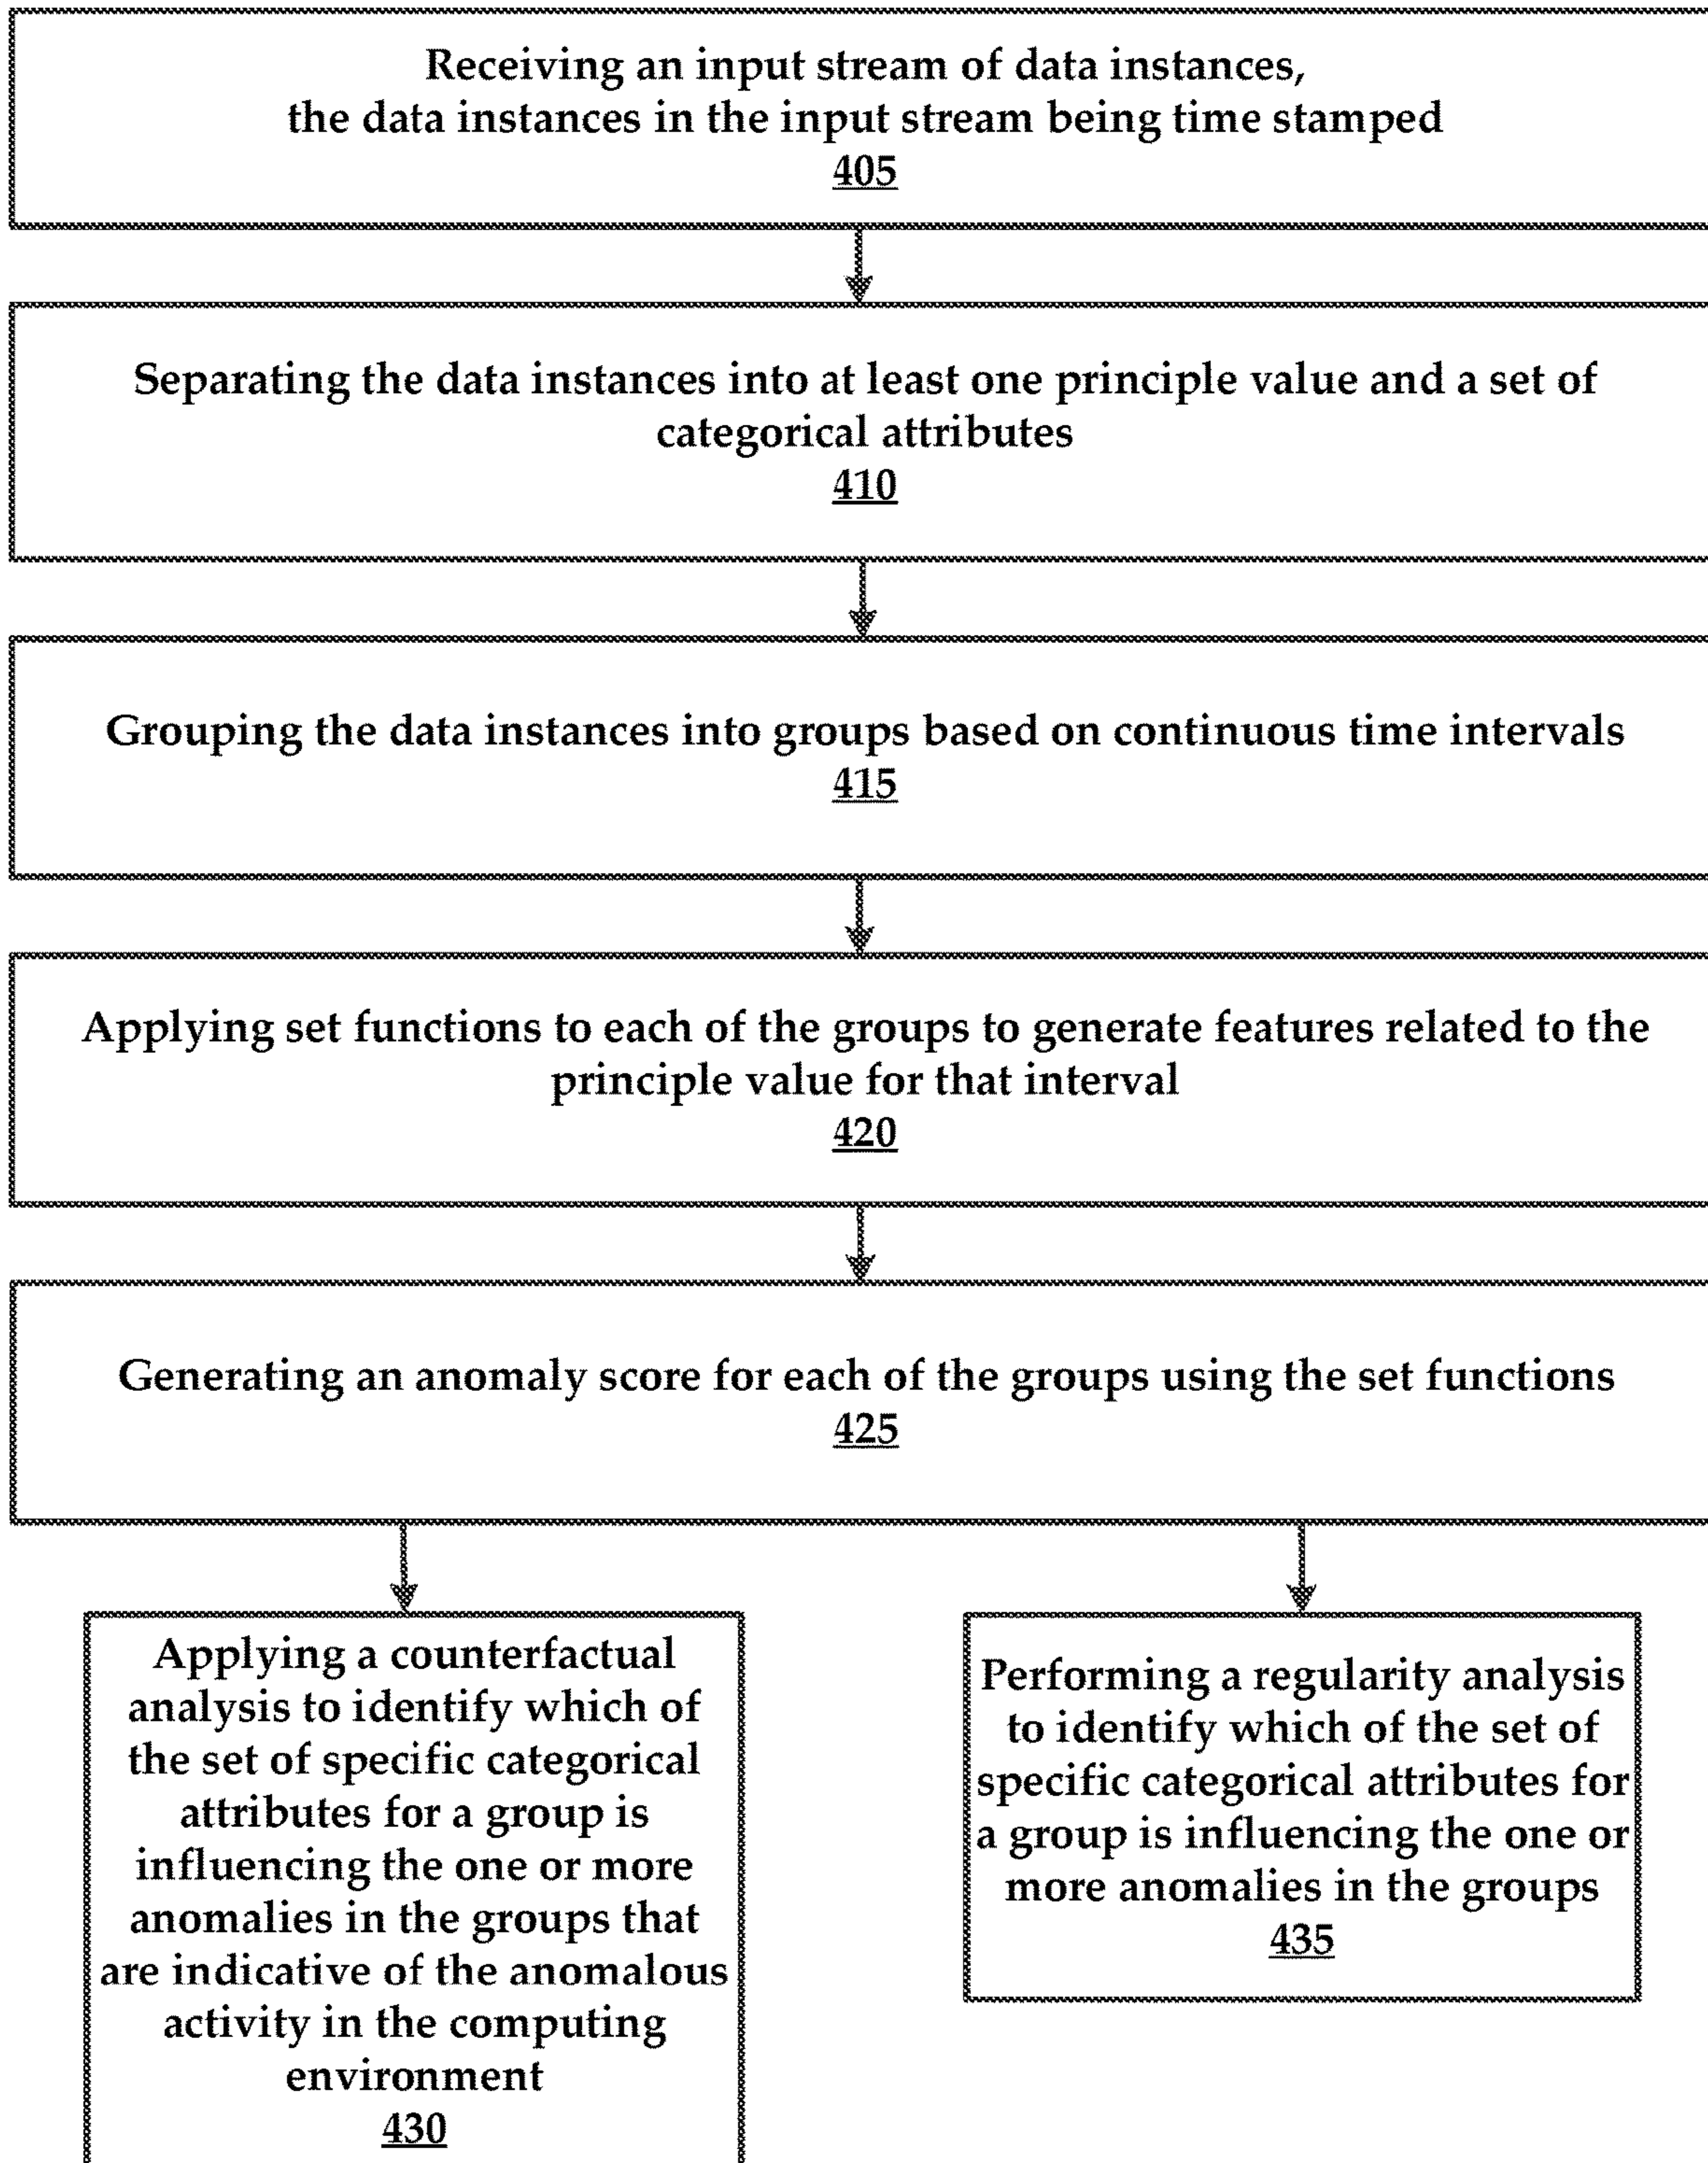 Receiving an input stream of data instances,
the data instances in the input stream being time stamped
405
Separating the data instances into at least one principle value and a set of
categorical attributes
410
Grouping the data instances into groups based on continuous time intervals
415
Applying set functions to each of the groups to generate features related to the
principle value for that interval
420
Generating an anomaly score for each of the groups using the set functions
425
Applying a counterfactual
analysis to identify which of
the set of specific categorical
attributes for a group is
influencing the one or more
anomalies in the groups that
are indicative of the anomalous
activity in the computing
environment
430
Performing a regularity analysis
to identify which of the set of
specific categorical attributes for
a group is influencing the one or
more anomalies in the groups
435